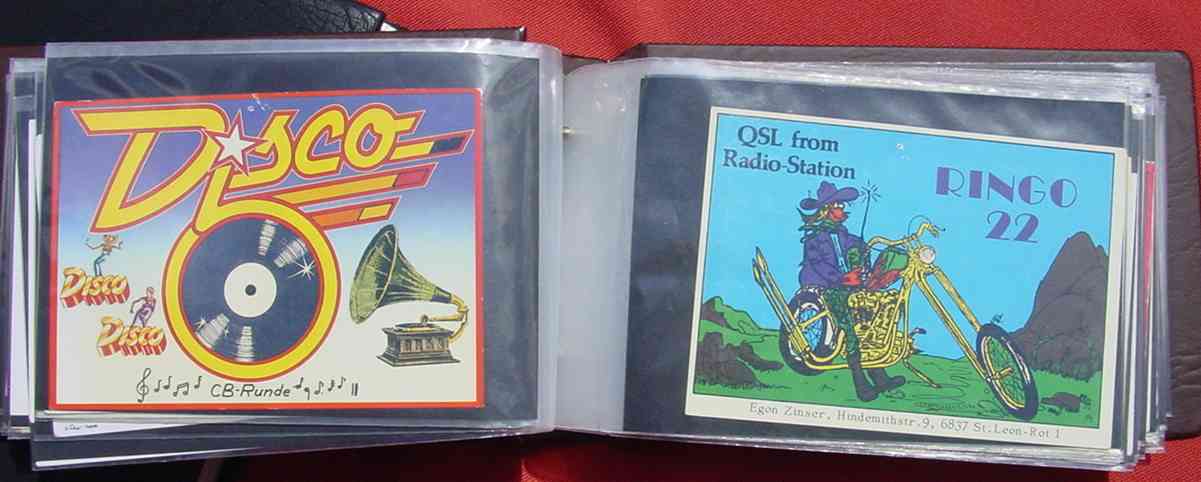 Disco
Disco
Disco
CB-Runde
QSL from
Radio-Station
RINGO
22
Egon Zinser, Hindemithstr.9, 6837 St.Leon-Rot 1